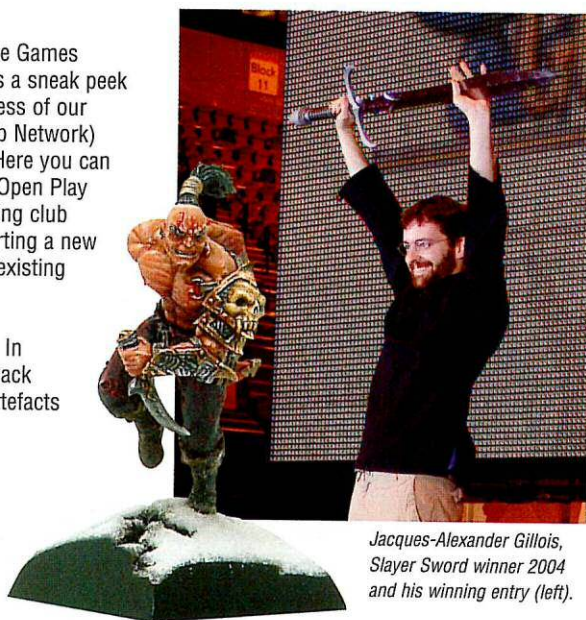 e Games
s a sneak peek
ess of our
o Network)
Here you can
Open Play
ing club
rting a new
existing
In
ack
rtefacts
Block
11
Jacques-Alexander Gillois,
Slayer Sword winner 2004
and his winning entry (left).